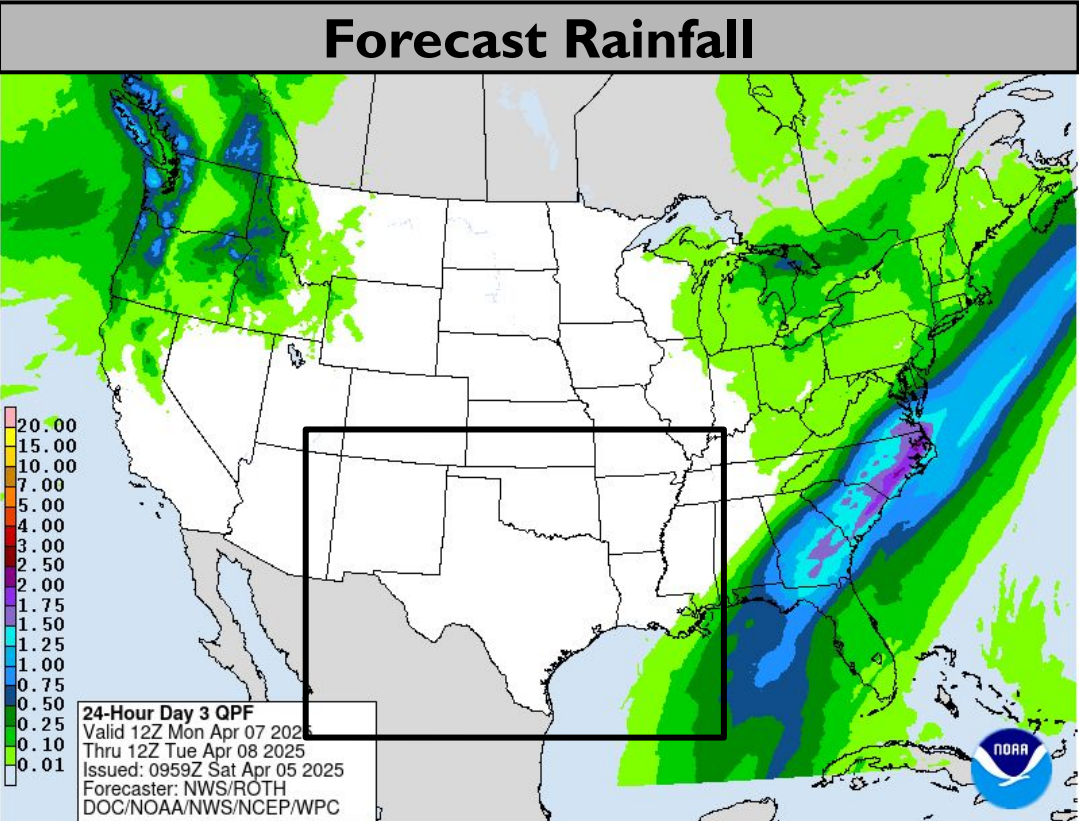 Forecast Rainfall
20.00
15.00
10.00
7.00
5.00
4.00
3.00
2.50
2.00
1.75
1.50
1.25
1.00
0.75
0.50
0.25
0.10
0.01
24-Hour Day 3 QPF
Valid 12Z Mon Apr 07 2025
Thru 12Z Tue Apr 08 2025
Issued: 0959Z Sat Apr 05 2025
Forecaster: NWS/ROTH
DOC/NOAA/NWS/NCEP/WPC
NOAA